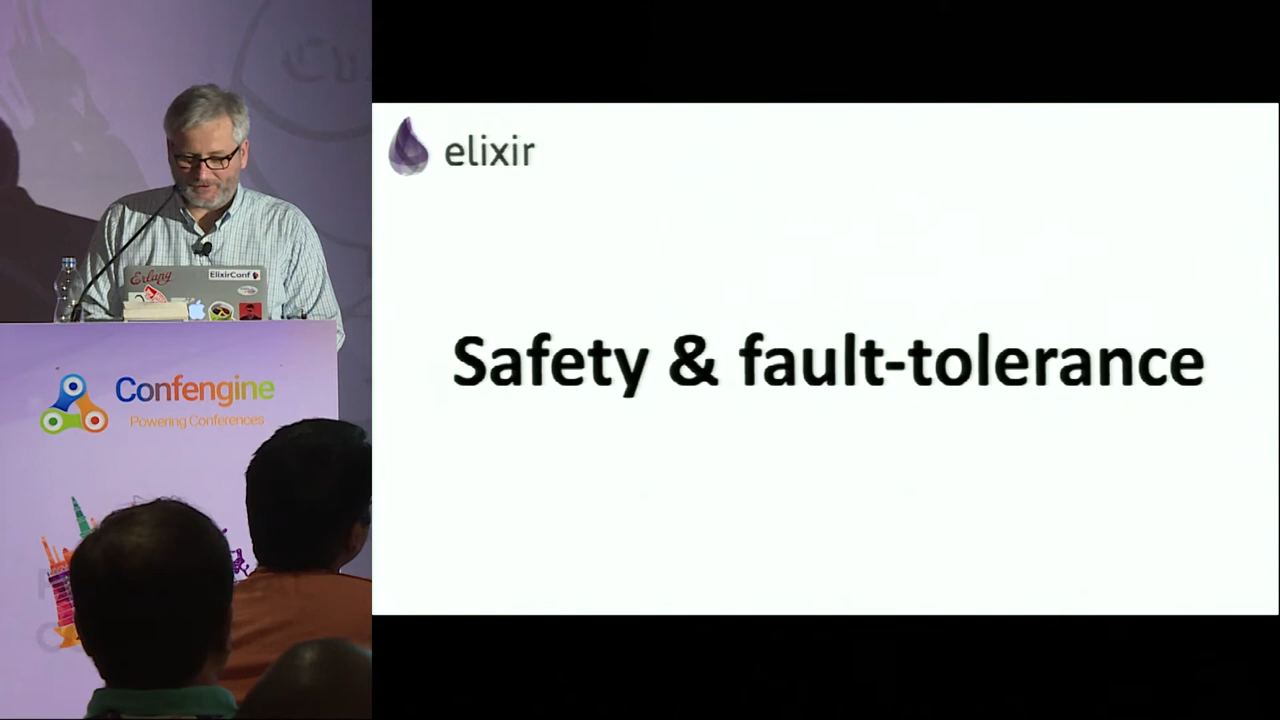 elixir
Safety & fault-tolerance
Erlang
ElixirConf
Confengine
Powering Conferences